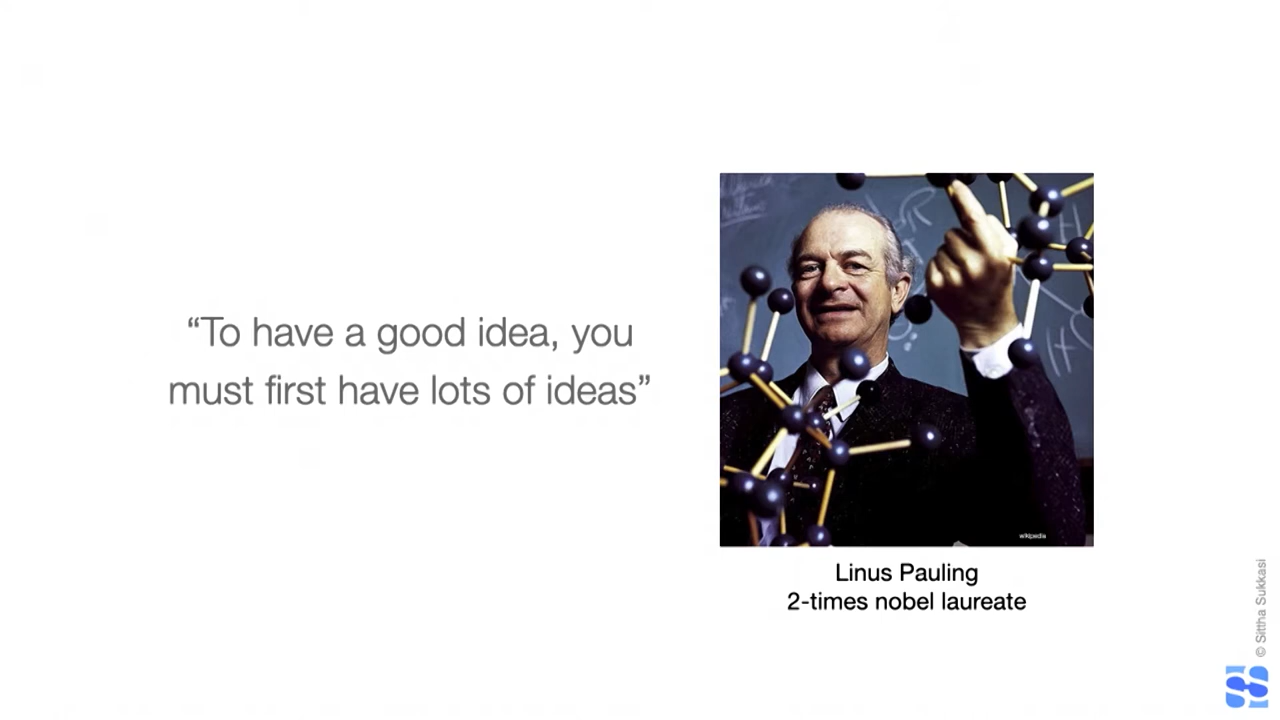 “To have a good idea, you
must first have lots of ideas”
wikipedia
Linus Pauling
2-times nobel laureate
© Sittha Sukkasi